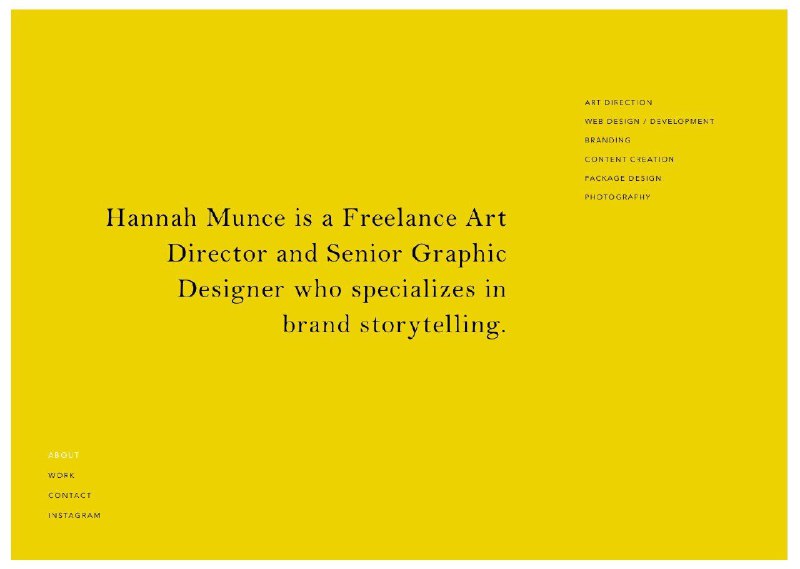 ART DIRECTION
WEB DESIGN / DEVELOPMENT
BRANDING
CONTENT CREATION
PACKAGE DESIGN
PHOTOGRAPHY
Hannah Munce is a Freelance Art
Director and Senior Graphic
Designer who specializes in
brand storytelling.
ABOUT
WORK
CONTACT
INSTAGRAM